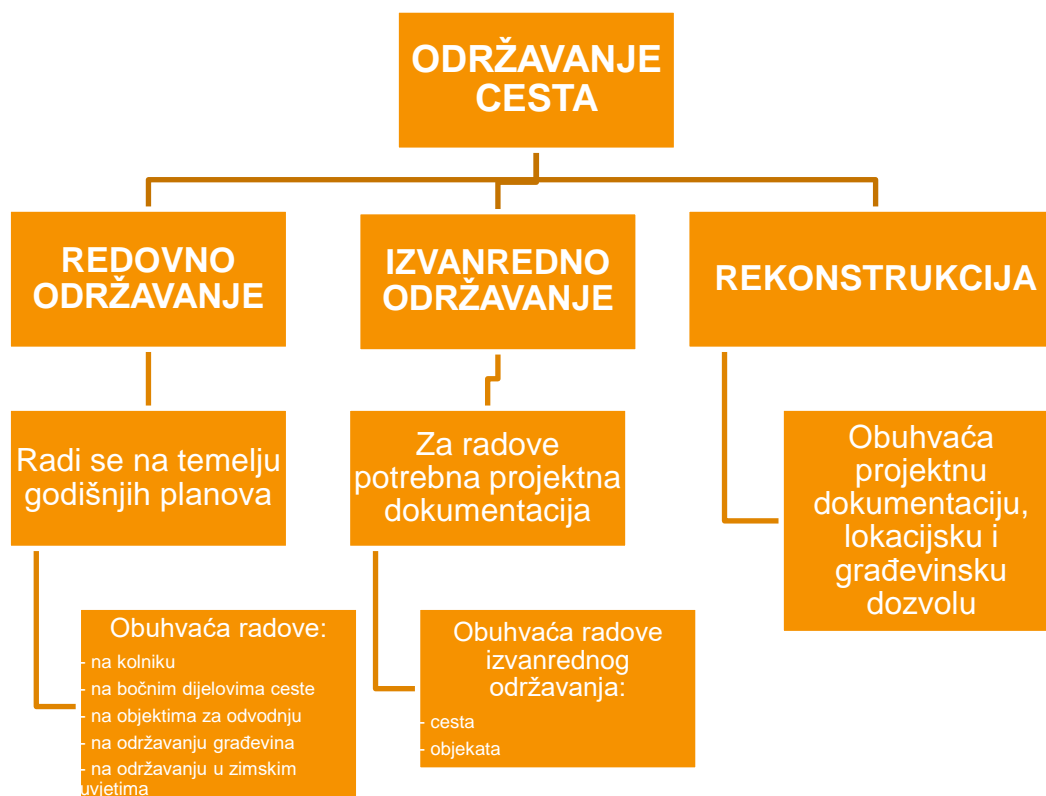 ODRŽAVANJE
CESTA
REDOVNO
ODRŽAVANJE
IZVANREDNO
ODRŽAVANJE
REKONSTRUKCIJA
Radi se na temelju
godišnjih planova
Za radove
potrebna projektna
dokumentacija
Obuhvaća
projektnu
dokumentaciju,
lokacijsku i
građevinsku
dozvolu
Obuhvaća radove:
- na kolniku
- na bočnim dijelovima ceste
- na objektima za odvodnju
- na održavanju građevina
- na održavanju u zimskim
uvjetima
Obuhvaća radove
izvanrednog
održavanja:
- cesta
- objekata